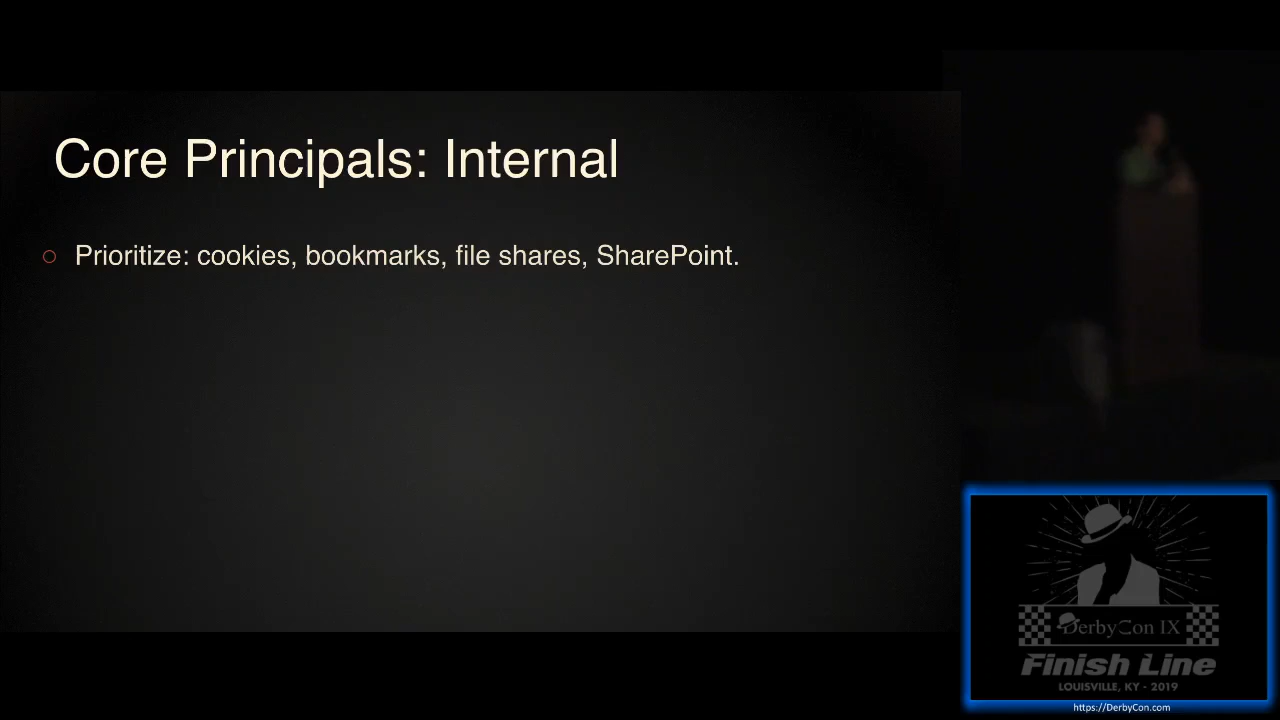 Core Principals: Internal
Prioritize: cookies, bookmarks, file shares, SharePoint.
DerbyCon IX
Finish Line
LOUISVILLE, KY - 2019
https://DerbyCon.com